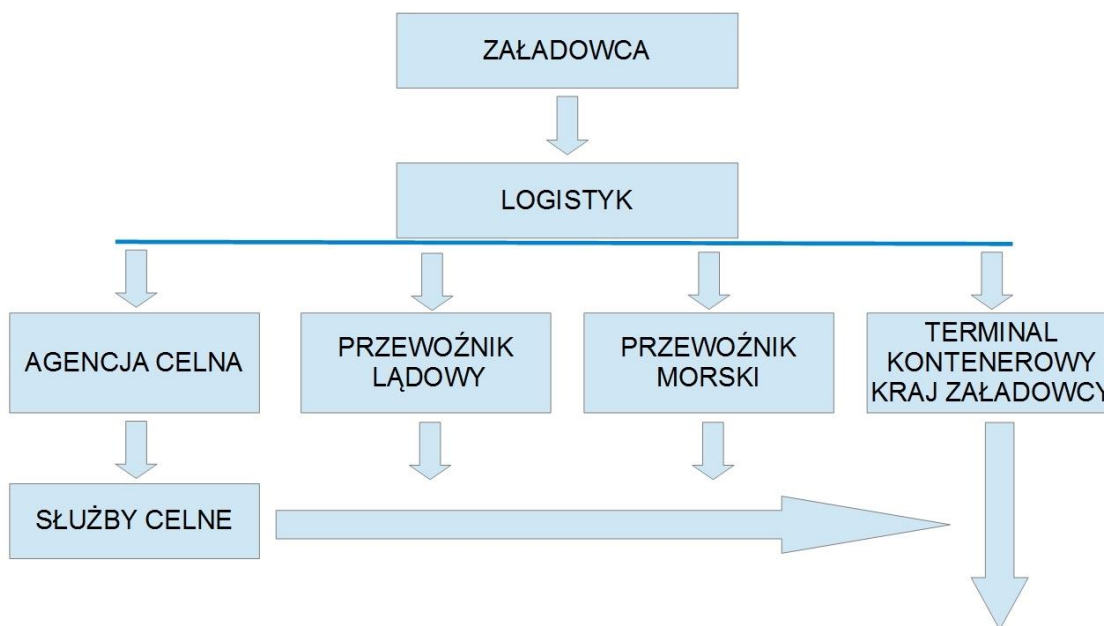 ZAŁADOWCA
LOGISTYK
AGENCJA CELNA
PRZEWOŹNIK
LĄDOWY
PRZEWOŹNIK
MORSKI
TERMINAL
KONTENEROWY
KRAJ ZAŁADOWCY
SŁUŻBY CELNE